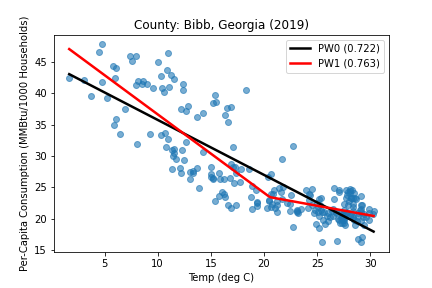 County: Bibb, Georgia (2019)
Per-Capita Consumption (MMBtu/1000 Households)
45
40
35
30
25
20
15
PW0 (0.722)
PW1 (0.763)
5 10 15 20 25 30
Temp (deg C)